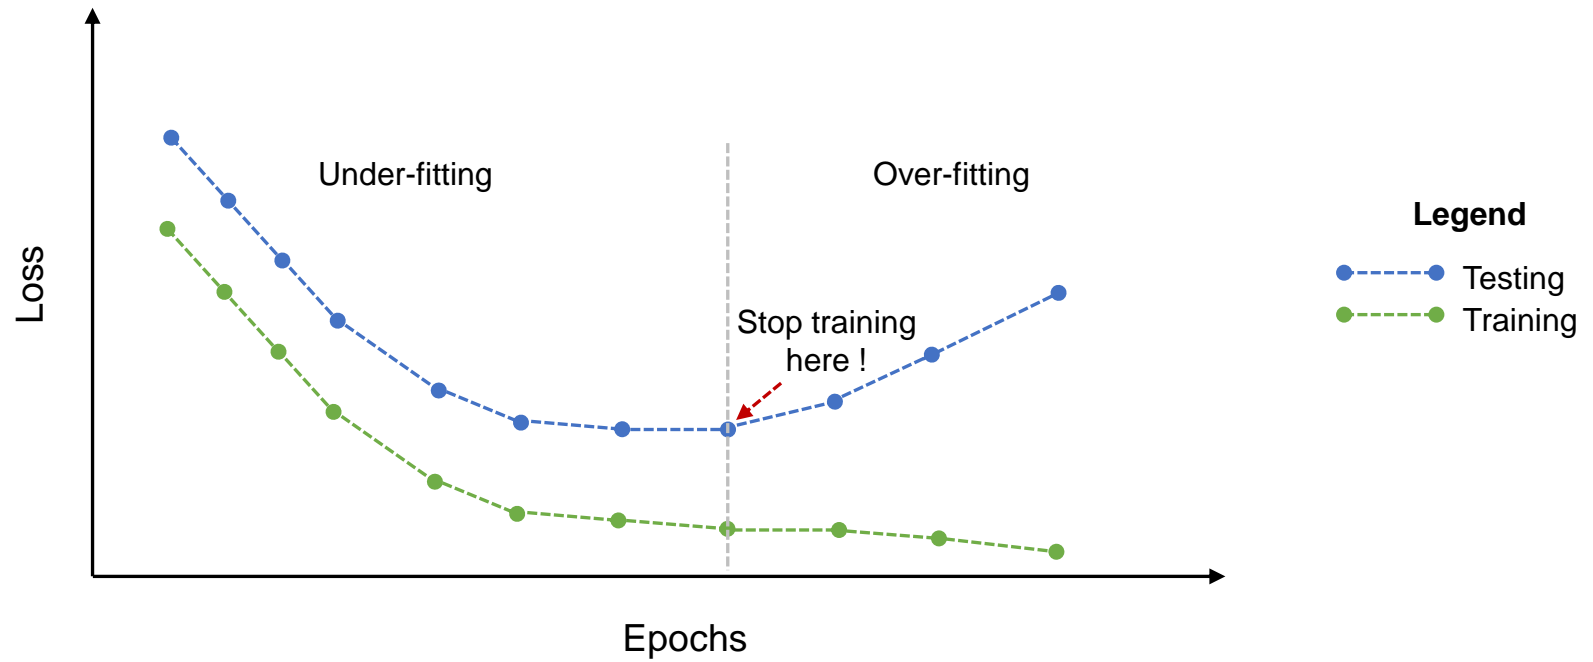 Under-fitting
Over-fitting
Stop training
here !
Loss
Epochs
Legend
Testing
Training